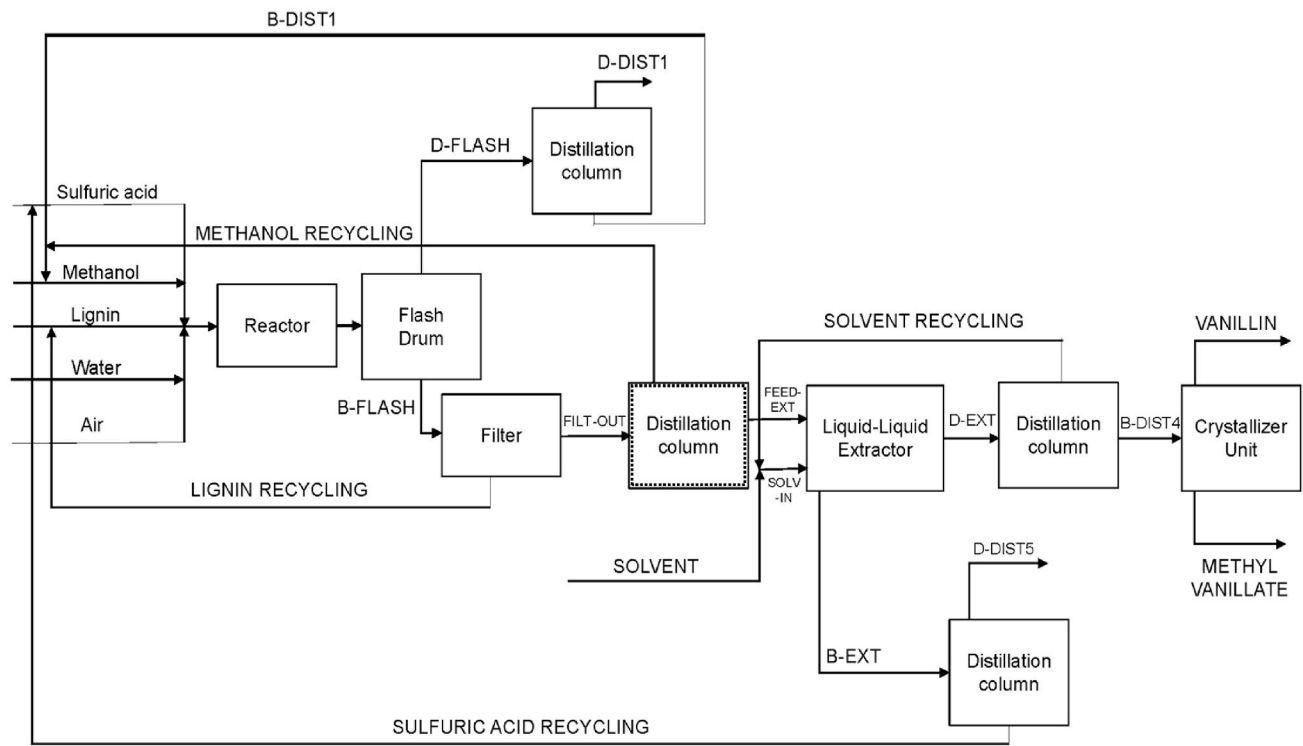 B-DIST1
D-DIST1
D-FLASH
Distillation
column
Sulfuric acid
METHANOL RECYCLING
Methanol
Lignin
Reactor
Flash
Drum
SOLVENT RECYCLING
VANILLIN
Water
B-FLASH
Air
Filter
FILT-OUT
Distillation
column
FEED-
EXT
Liquid-Liquid
Extractor
D-EXT
Distillation
column
B-DIST4
Crystallizer
Unit
LIGNIN RECYCLING
SOLV
-IN
SOLVENT
D-DIST5
METHYL
VANILLATE
B-EXT
Distillation
column
SULFURIC ACID RECYCLING